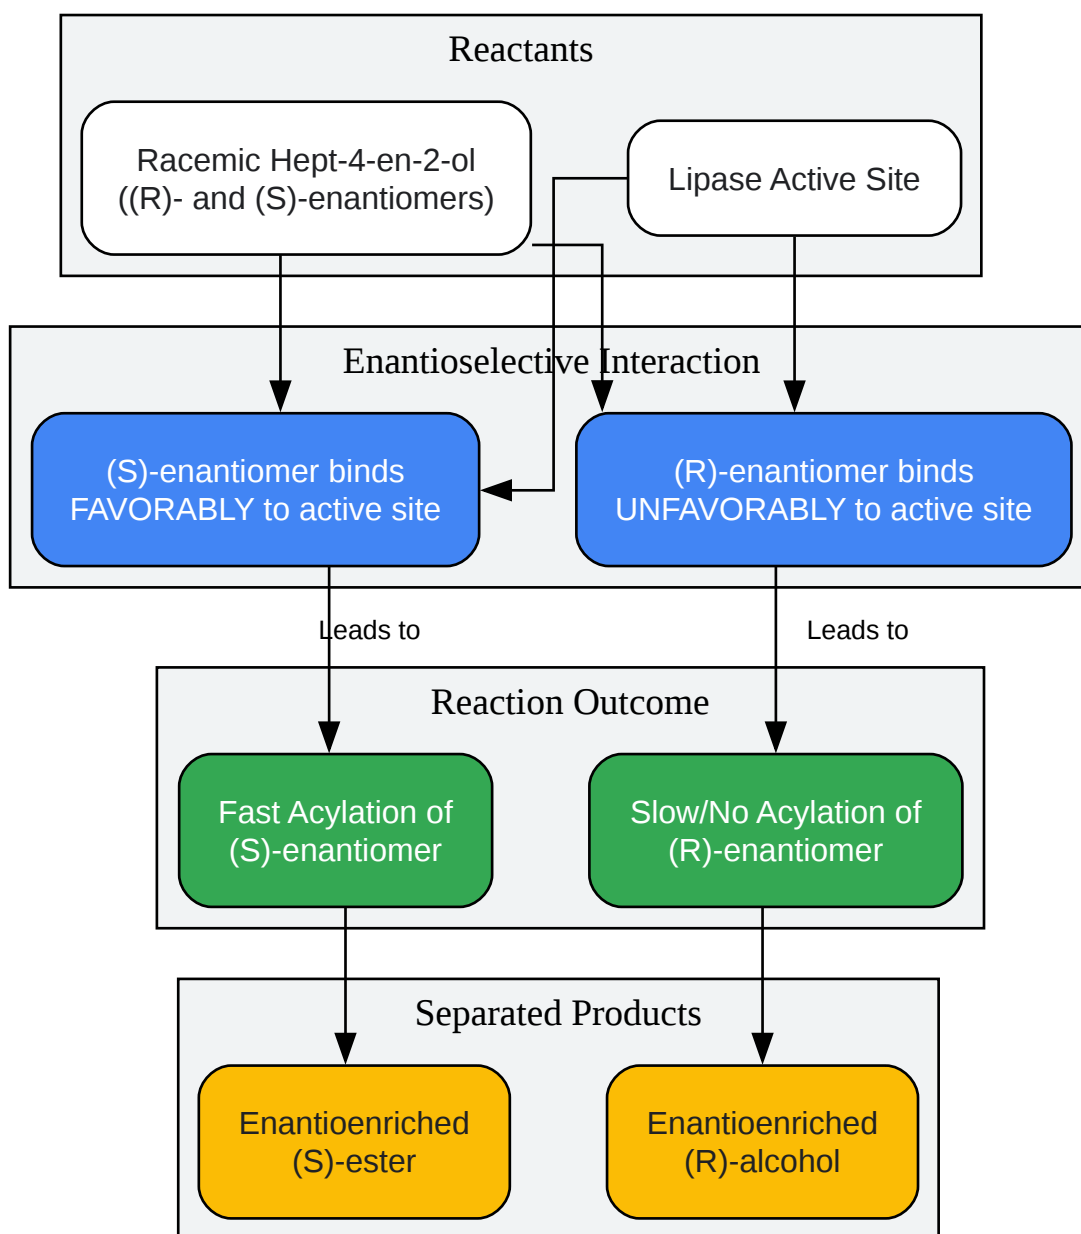 Reactants
Racemic Hept-4-en-2-ol
((R)- and (S)-enantiomers)
Lipase Active Site
Enantioselective Interaction
(S)-enantiomer binds
FAVORABLY to active site
(R)-enantiomer binds
UNFAVORABLY to active site
Leads to
Leads to
Reaction Outcome
Fast Acylation of
(S)-enantiomer
Slow/No Acylation of
(R)-enantiomer
Separated Products
Enantioenriched
(S)-ester
Enantioenriched
(R)-alcohol